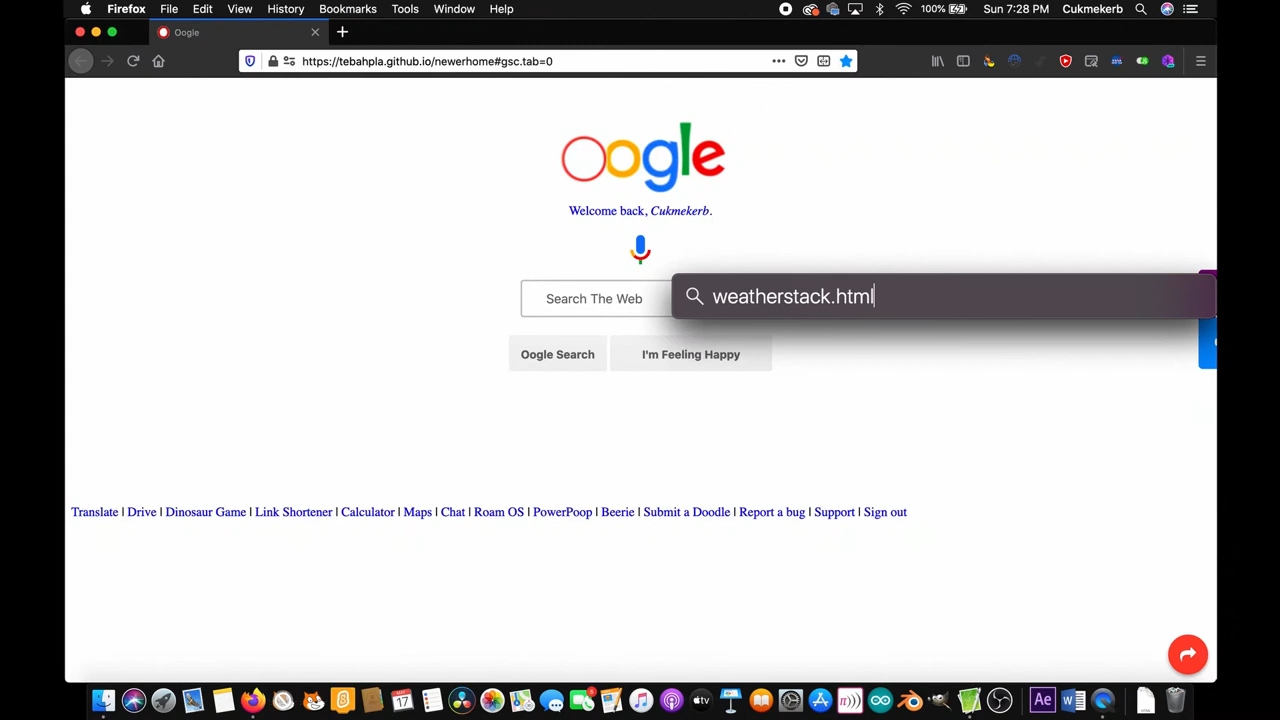 Firefox File Edit View History Bookmarks Tools Window Help 100% Sun 7:28 PM Cukmekerb
Oogle
https://tebahpla.github.io/newerhome#gsc.tab=0
Oogle
Welcome back, Cukmekerb.
Search The Web
weatherstack.html
Oogle Search I'm Feeling Happy
Translate | Drive | Dinosaur Game | Link Shortener | Calculator | Maps | Chat | Roam OS | PowerPoop | Beerie | Submit a Doodle | Report a bug | Support | Sign out
17 tv Ae